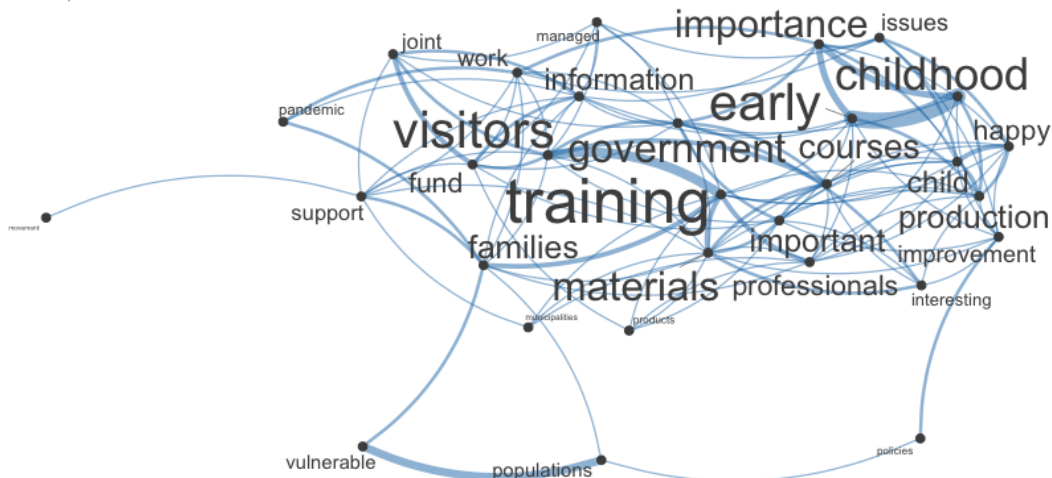 importance
issues
joint
managed
work
information
childhood
early
pandemic
visitors
happy
government
courses
fund
child
training
support
production
movement
families
important
improvement
materials
professionals
interesting
municipalities
products
vulnerable
populations
policies